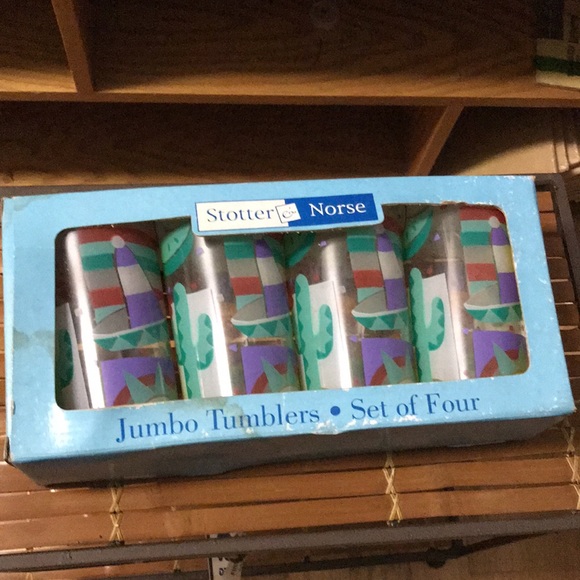 Stotter & Norse
Jumbo Tumblers • Set of Four